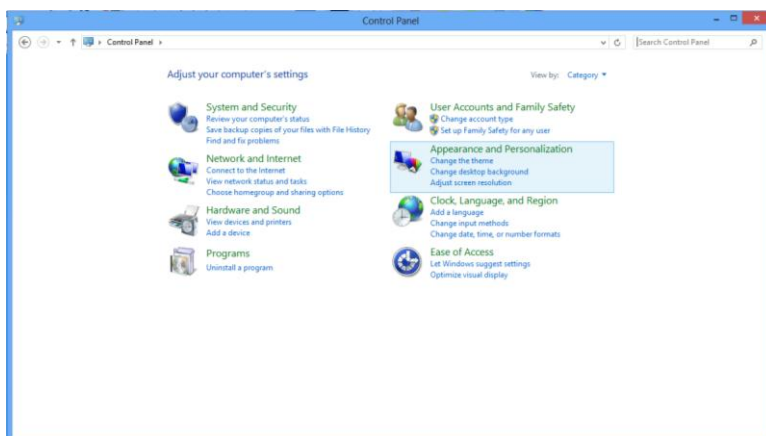 Control Panel
Control Panel
Search Control Panel
Adjust your computer's settings
View by: Category
System and Security
Review your computer's status
Save backup copies of your files with File History
Find and fix problems
Network and Internet
Connect to the Internet
View network status and tasks
Choose homegroup and sharing options
Hardware and Sound
View devices and printers
Add a device
Programs
Uninstall a program
User Accounts and Family Safety
Change account type
Set up Family Safety for any user
Appearance and Personalization
Change the theme
Change desktop background
Adjust screen resolution
Clock, Language, and Region
Add a language
Change input methods
Change date, time, or number formats
Ease of Access
Let Windows suggest settings
Optimize visual display